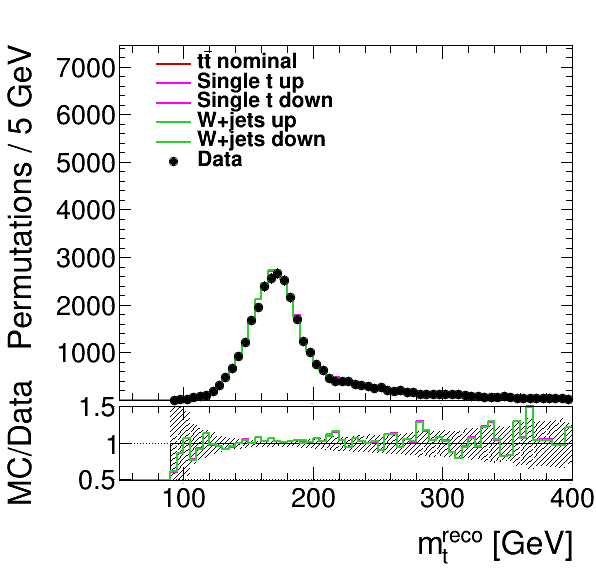 Permutations / 5 GeV
7000
6000
5000
4000
3000
2000
1000
tt̄ nominal
Single t up
Single t down
W+jets up
W+jets down
Data
MC/Data
1.5
1
0.5
100 200 300 400
m_t^reco [GeV]